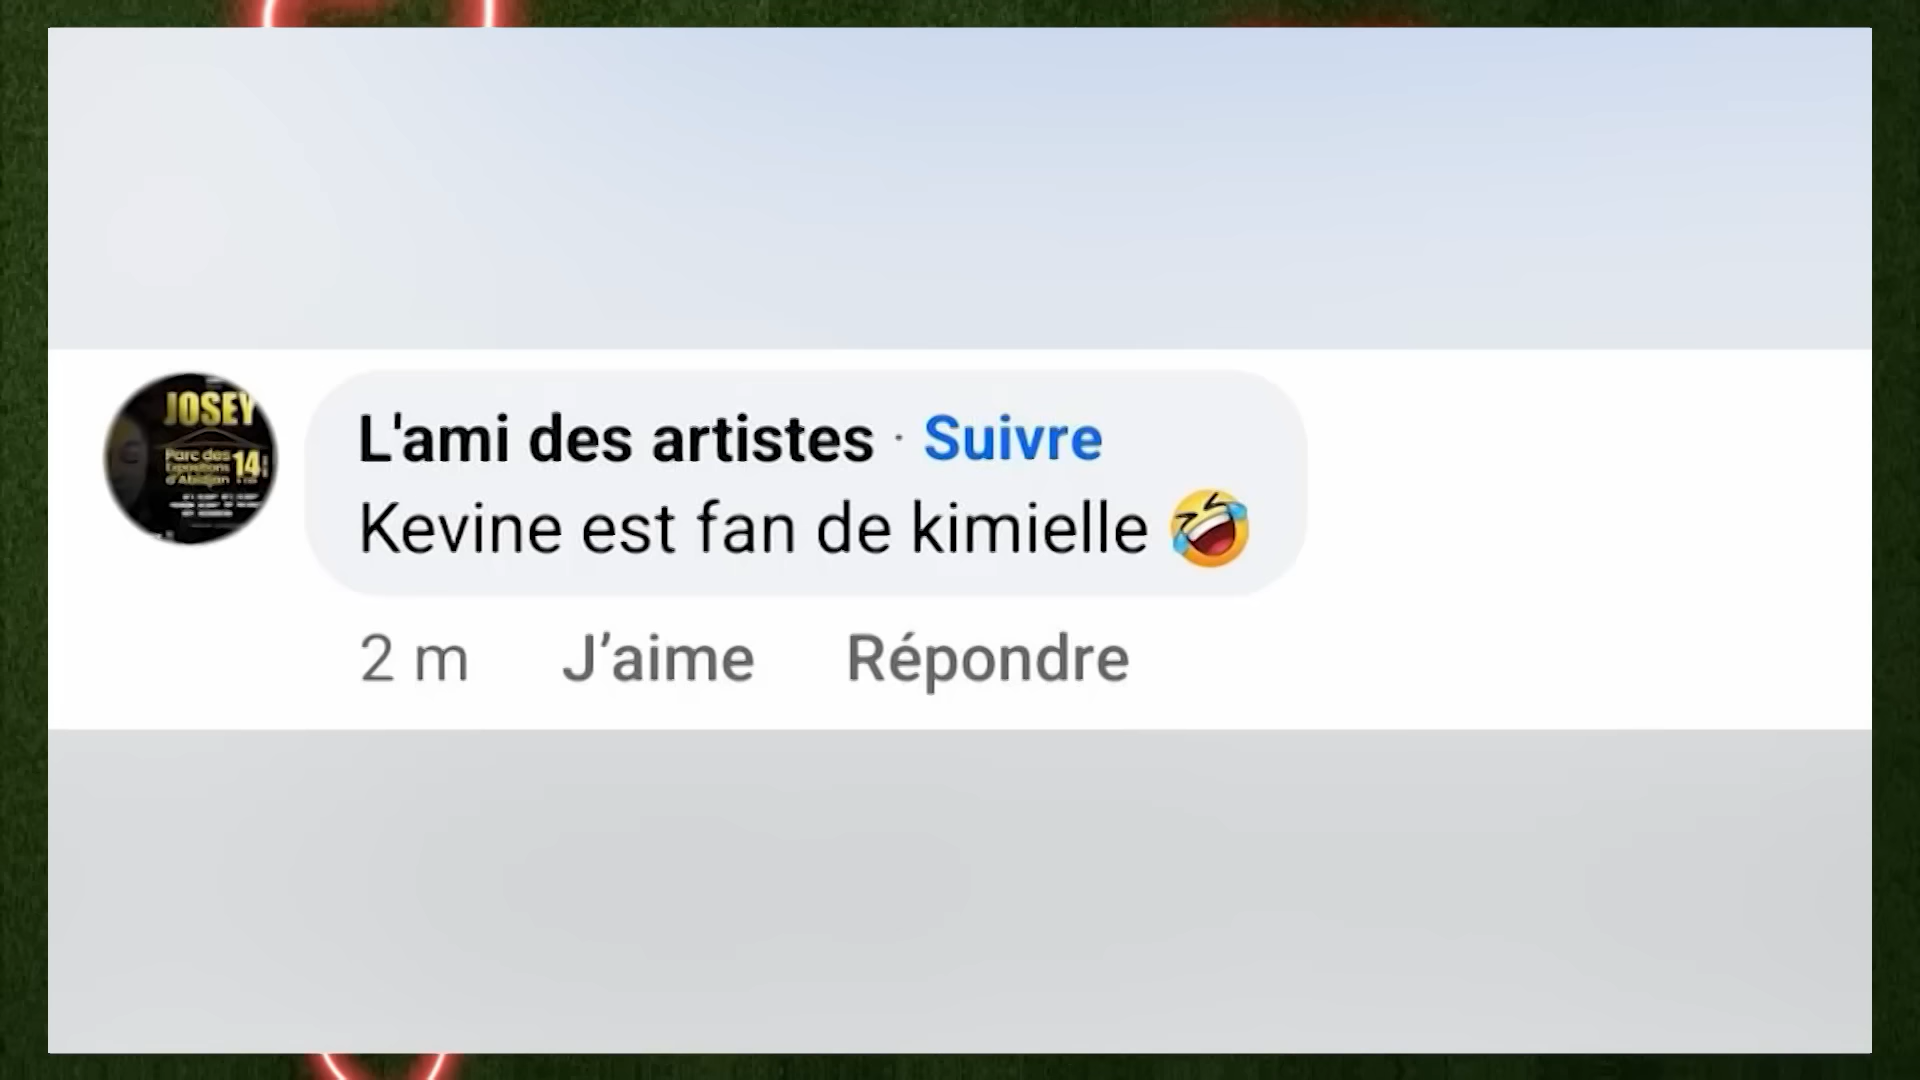 JOSEY
Parc des
Expositions 14
d'Abidjan
L'ami des artistes · Suivre
Kevine est fan de kimielle 🤣
2 m J’aime Répondre